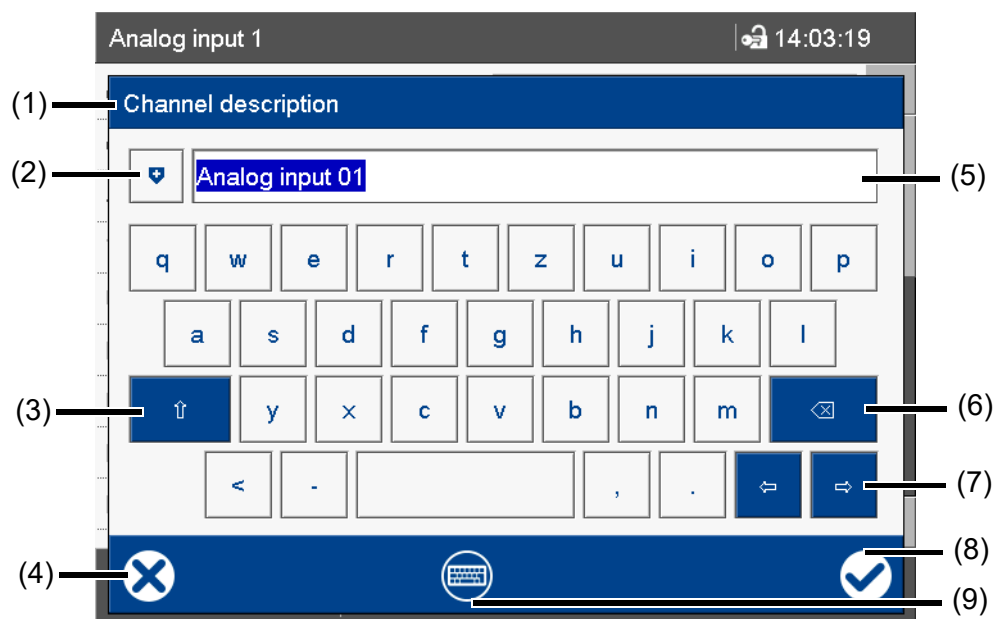 Analog input 1 14:03:19
(1) Channel description
(2) Analog input 01 (5)
q w e r t z u i o p
a s d f g h j k l
(3) y x c v b n m (6)
< - , . (7)
(4) (8)
(9)